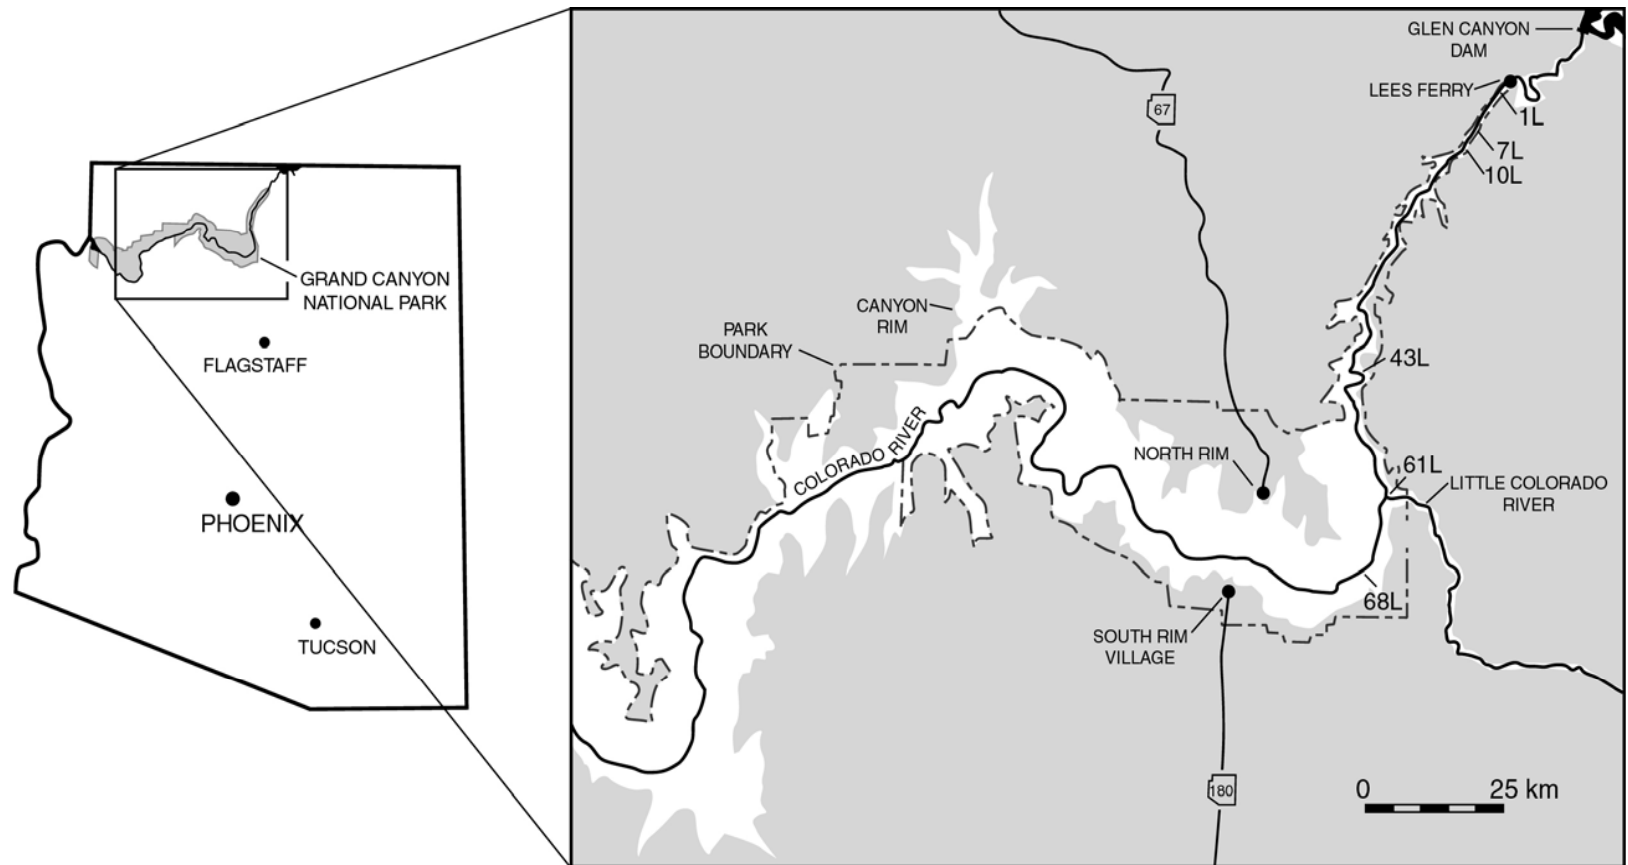 GRAND CANYON
NATIONAL PARK
FLAGSTAFF
PHOENIX
TUCSON
GLEN CANYON
DAM
LEES FERRY
1L
7L
10L
67
CANYON
RIM
PARK
BOUNDARY
43L
COLORADO RIVER
NORTH RIM
61L
LITTLE COLORADO
RIVER
68L
SOUTH RIM
VILLAGE
180
0 25 km